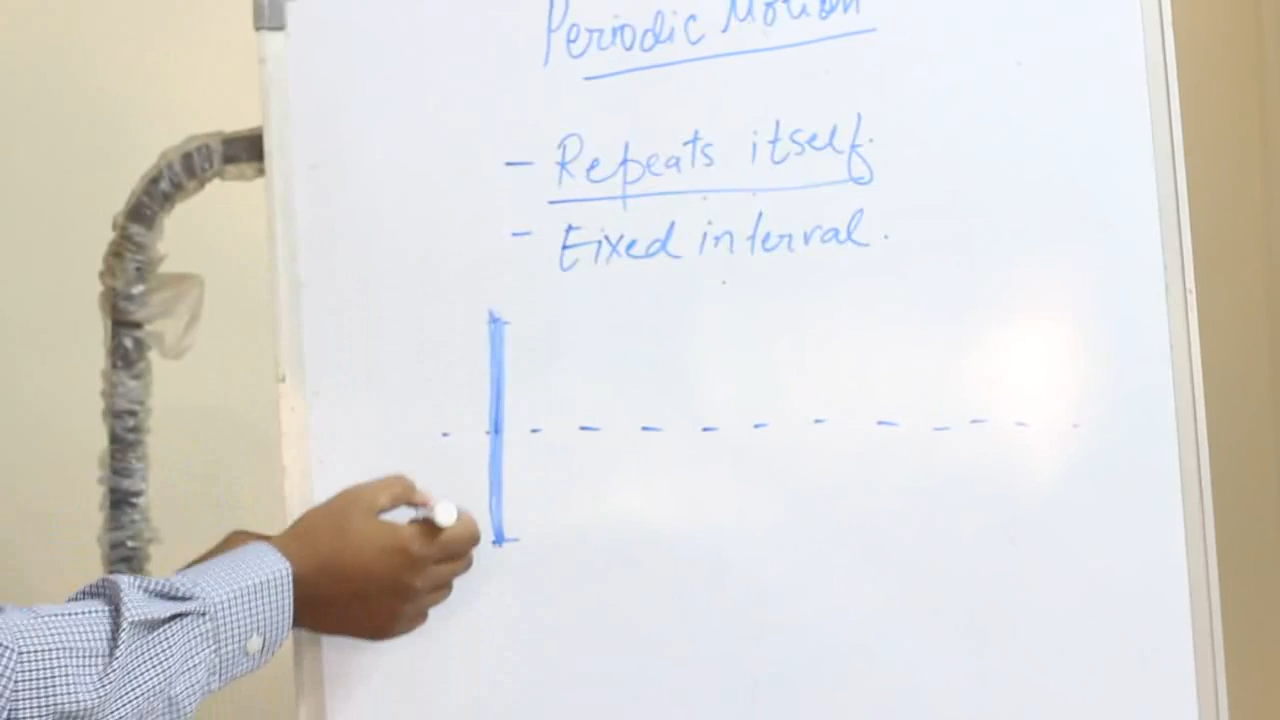 Periodic Motion
- Repeats itself.
- Fixed interval.